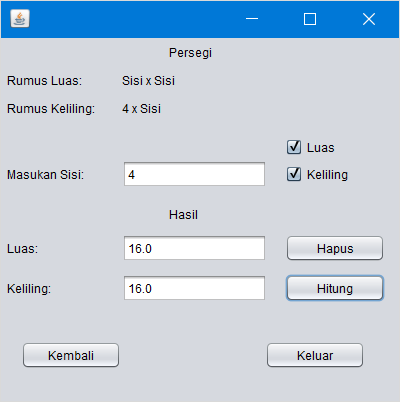 Persegi
Rumus Luas: Sisi x Sisi
Rumus Keliling: 4 x Sisi
Luas
Masukan Sisi: 4 Keliling
Hasil
Luas: 16.0 Hapus
Keliling: 16.0 Hitung
Kembali Keluar